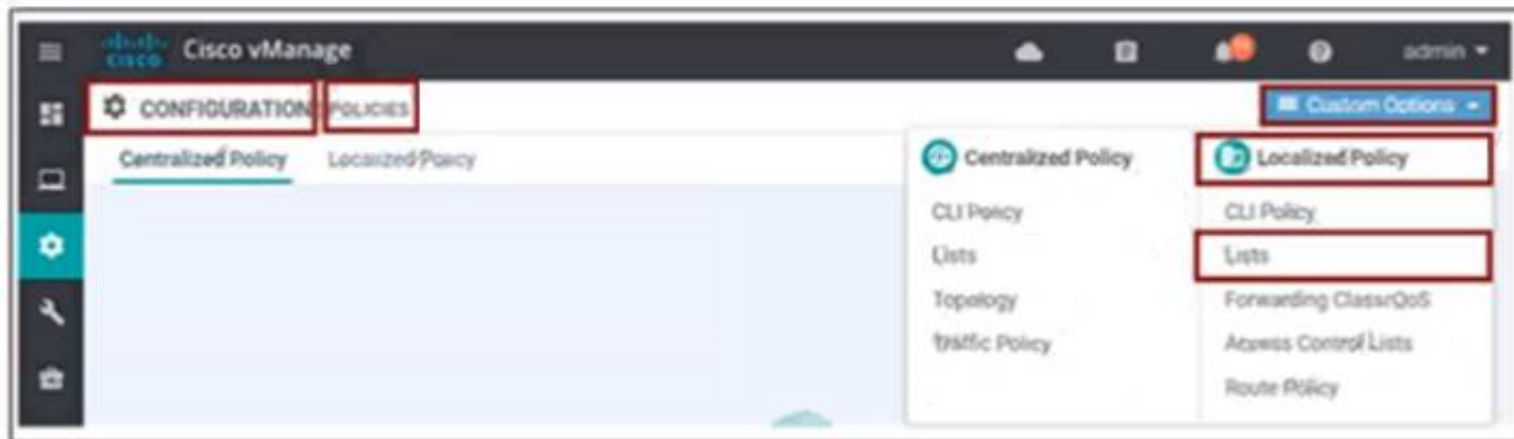 Cisco vManage admin
CONFIGURATION POLICIES Custom Options
Centralized Policy Localized Policy
Centralized Policy
CLI Policy
Lists
Topology
Traffic Policy
Localized Policy
CLI Policy
Lists
Forwarding Class/QoS
Access Control Lists
Route Policy